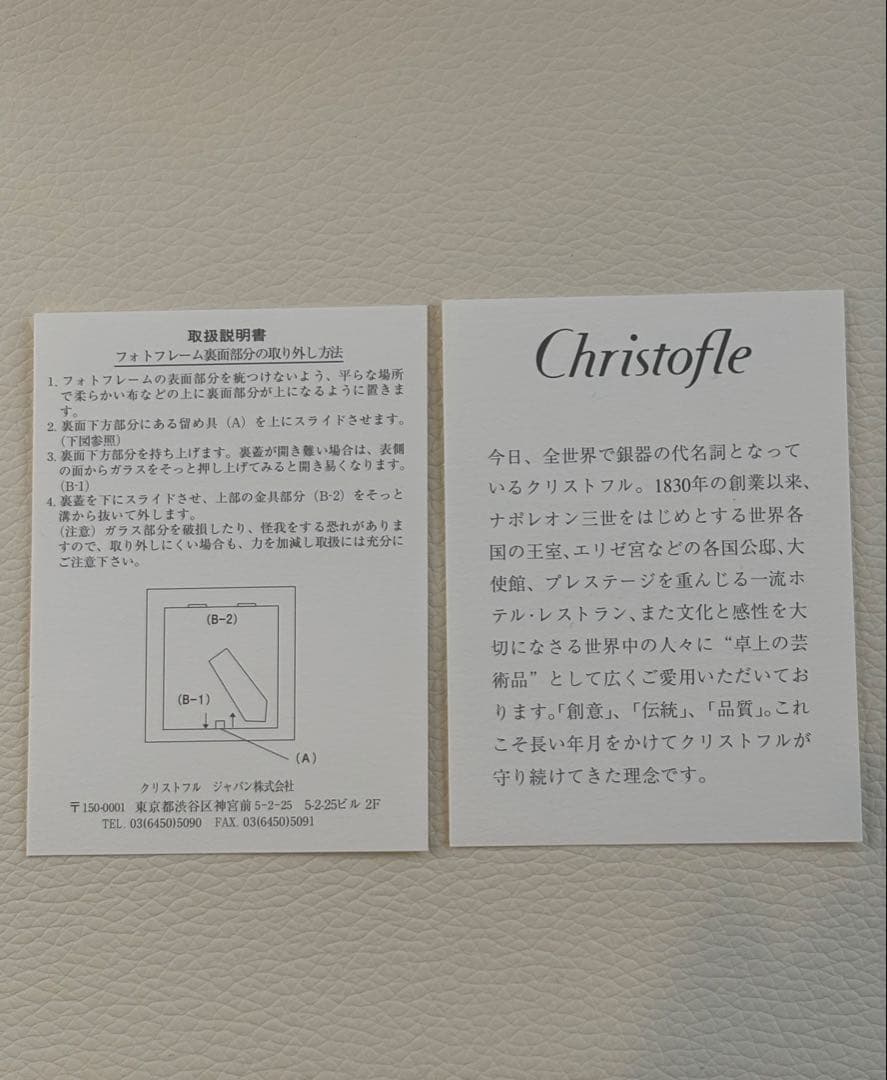 取扱説明書
フォトフレーム裏面部分の取り外し方法
1. フォトフレームの表面部分を疵つけないよう、平らな場所
で柔らかい布などの上に裏面部分が上になるように置きま
す。
2. 裏面下方部分にある留め具（A）を上にスライドさせます。
（下図参照）
3. 裏面下方部分を持ち上げます。裏蓋が開き難い場合は、表側
の面からガラスをそっと押し上げてみると開き易くなります。
(B-1)
4. 裏蓋を下にスライドさせ、上部の金具部分（B-2）をそっと
溝から抜いて外します。
（注意）ガラス部分を破損したり、怪我をする恐れがありま
すので、取り外しにくい場合も、力を加減し取扱には充分に
ご注意下さい。
(B-2)
(B-1)
(A)
クリストフル ジャパン株式会社
〒150-0001 東京都渋谷区神宮前 5-2-25 5-2-25ビル 2F
TEL. 03(6450)5090 FAX. 03(6450)5091
Christofle
今日、全世界で銀器の代名詞となって
いるクリストフル。1830年の創業以来、
ナポレオン三世をはじめとする世界各
国の王室、エリゼ宮などの各国公邸、大
使館、プレステージを重んじる一流ホ
テル・レストラン、また文化と感性を大
切になさる世界中の人々に“卓上の芸
術品”として広くご愛用いただいてお
ります。「創意」、「伝統」、「品質」。これ
こそ長い年月をかけてクリストフルが
守り続けてきた理念です。